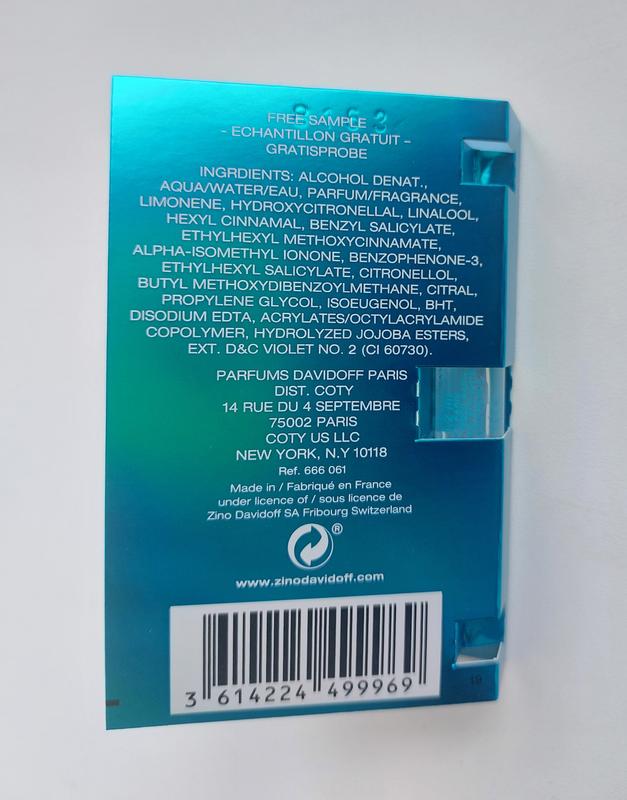 FREE SAMPLE
- ECHANTILLON GRATUIT -
GRATISPROBE
INGRDIENTS: ALCOHOL DENAT.,
AQUA/WATER/EAU, PARFUM/FRAGRANCE,
LIMONENE, HYDROXYCITRONELLAL, LINALOOL,
HEXYL CINNAMAL, BENZYL SALICYLATE,
ETHYLHEXYL METHOXYCINNAMATE,
ALPHA-ISOMETHYL IONONE, BENZOPHENONE-3,
ETHYLHEXYL SALICYLATE, CITRONELLOL,
BUTYL METHOXYDIBENZOYLMETHANE, CITRAL,
PROPYLENE GLYCOL, ISOEUGENOL, BHT,
DISODIUM EDTA, ACRYLATES/OCTYLACRYLAMIDE
COPOLYMER, HYDROLYZED JOJOBA ESTERS,
EXT. D&C VIOLET NO. 2 (CI 60730).
PARFUMS DAVIDOFF PARIS
DIST. COTY
14 RUE DU 4 SEPTEMBRE
75002 PARIS
COTY US LLC
NEW YORK, N.Y 10118
Ref. 666 061
Made in / Fabriqué en France
under licence of / sous licence de
Zino Davidoff SA Fribourg Switzerland
®
www.zinodavidoff.com
3 614224 499969
19